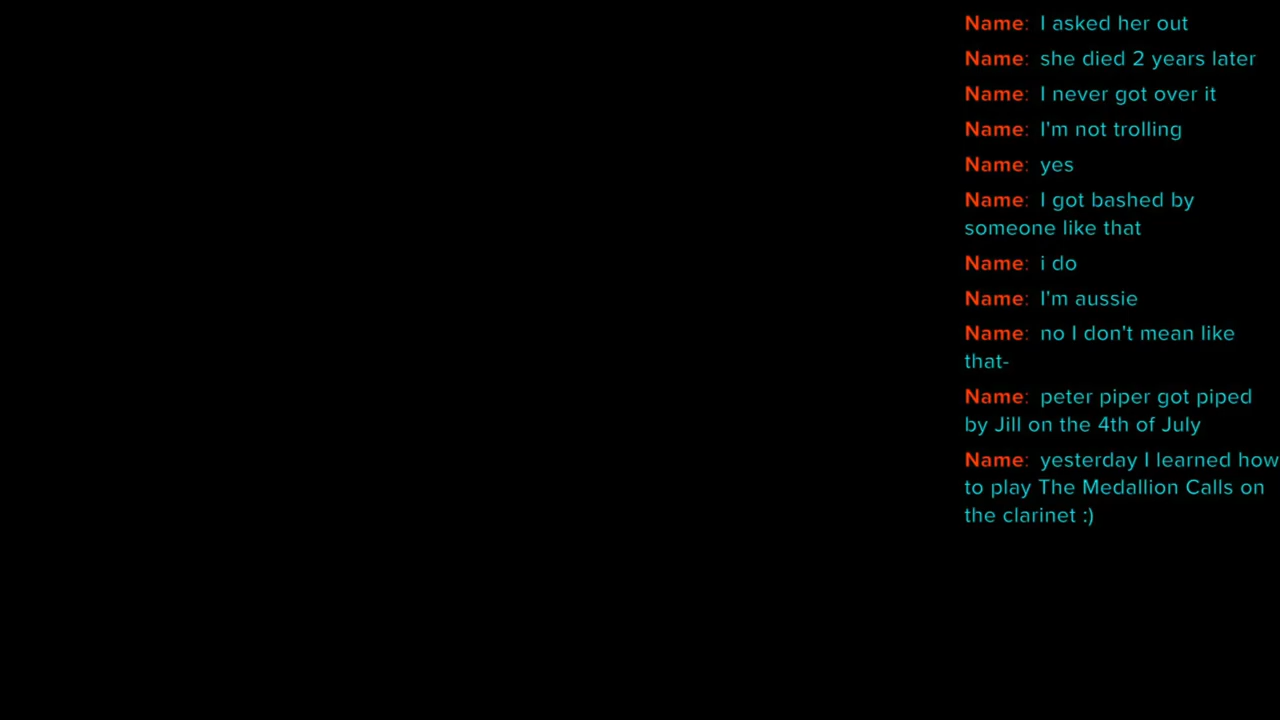 Name: I asked her out
Name: she died 2 years later
Name: I never got over it
Name: I'm not trolling
Name: yes
Name: I got bashed by
someone like that
Name: i do
Name: I'm aussie
Name: no I don't mean like
that-
Name: peter piper got piped
by Jill on the 4th of July
Name: yesterday I learned how
to play The Medallion Calls on
the clarinet :)